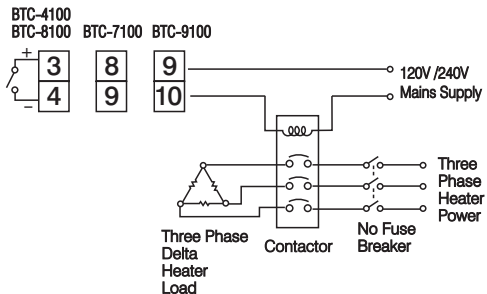 BTC-4100
BTC-8100 BTC-7100 BTC-9100
+ 3 8 9
120V /240V
− 4 9 10
Mains Supply
Three
Phase
Heater
Power
Three Phase
Delta
Heater
Load
Contactor
No Fuse
Breaker